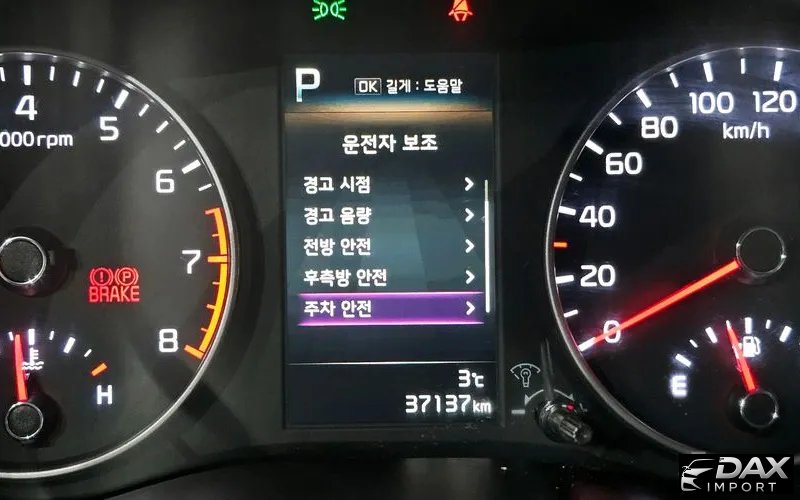 P
OK 길게 : 도움말
운전자 보조
경고 시점
경고 음량
전방 안전
후측방 안전
주차 안전
3℃
37137 km
4
5
6
7
8
000rpm
(P)
BRAKE
H
0
20
40
60
80
100
120
km/h
E
DAX
IMPORT